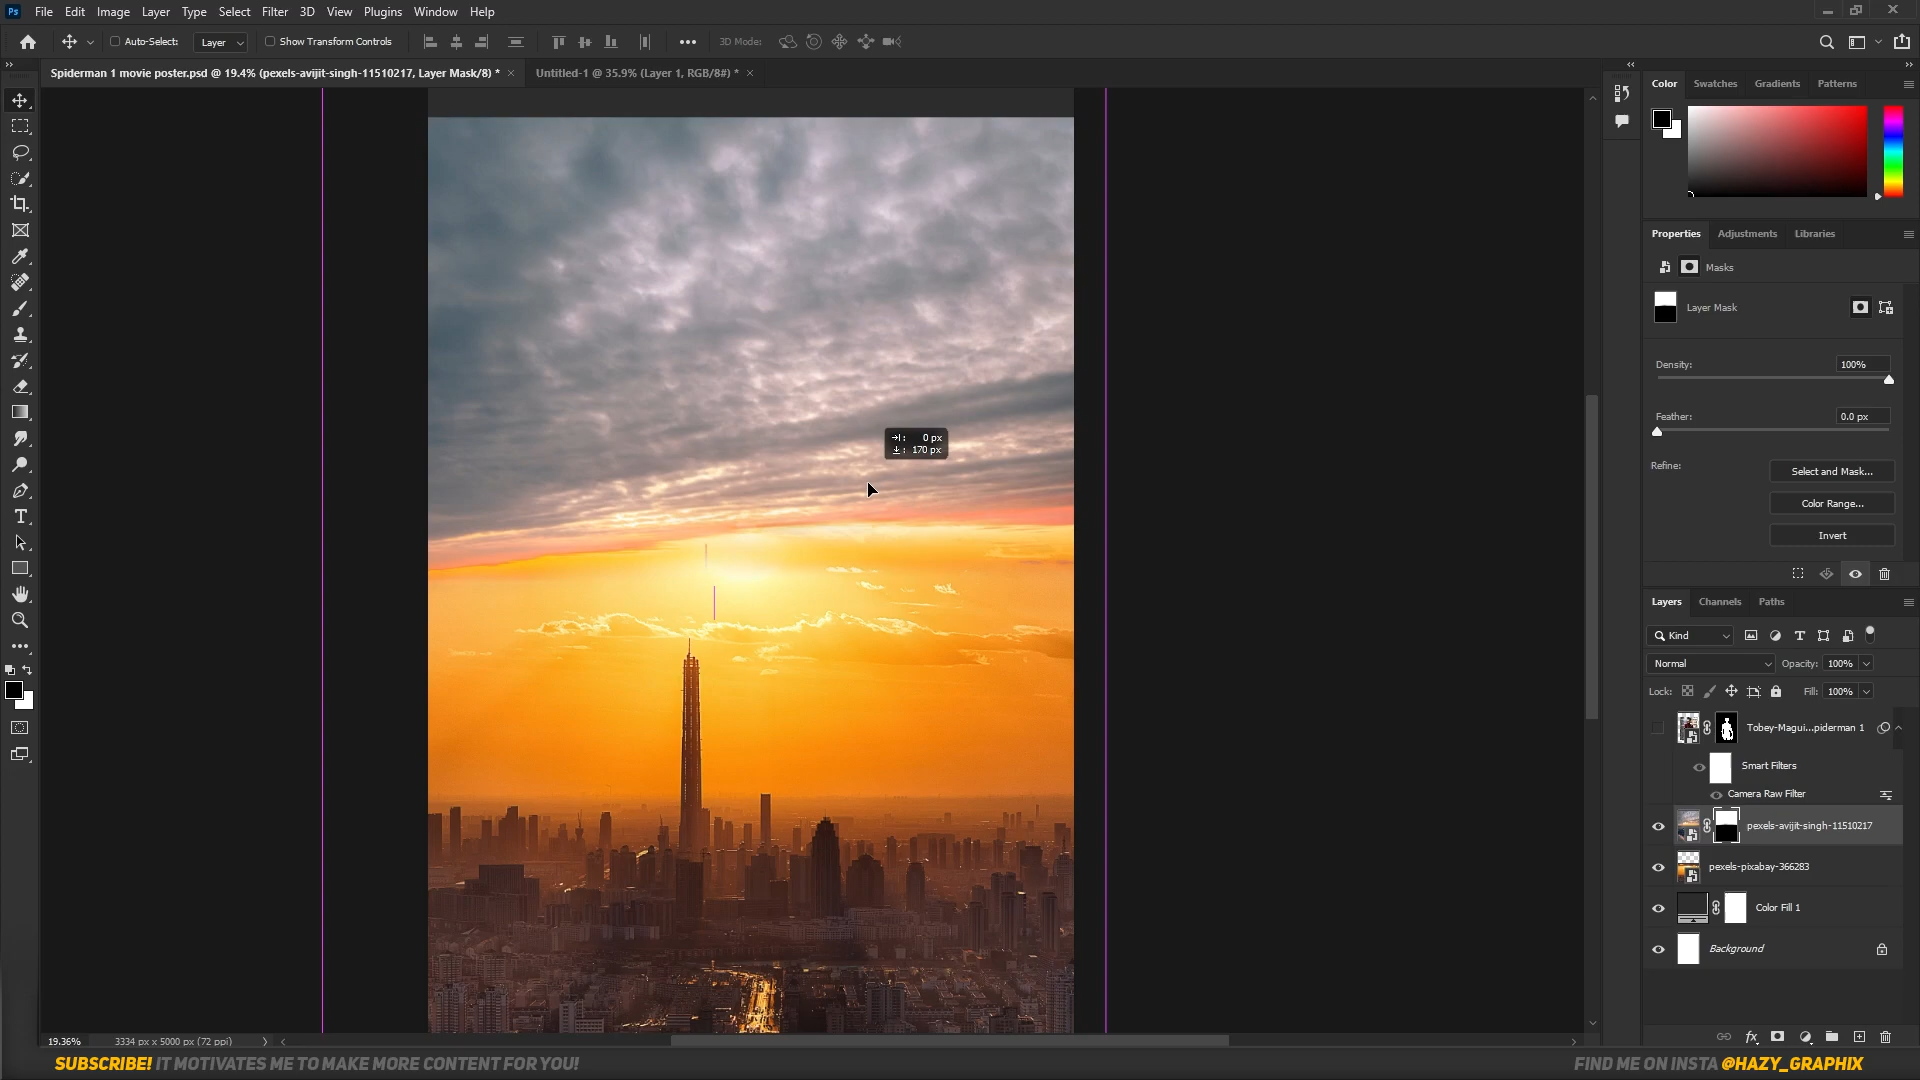 Ps File Edit Image Layer Type Select Filter 3D View Plugins Window Help
Auto-Select: Layer Show Transform Controls 3D Mode:
Spiderman 1 movie poster.psd @ 19.4% (pexels-avijit-singh-11510217, Layer Mask/8) * Untitled-1 @ 35.9% (Layer 1, RGB/8#) *
Color Swatches Gradients Patterns
Properties Adjustments Libraries
Masks
Layer Mask
Density: 100%
Feather: 0.0 px
Refine: Select and Mask...
Color Range...
Invert
0 px
170 px
Layers Channels Paths
Kind
Normal Opacity: 100%
Lock: Fill: 100%
Tobey-Magui...piderman 1
Smart Filters
Camera Raw Filter
pexels-avijit-singh-11510217
pexels-pixabay-366283
Color Fill 1
Background
19.36% 3334 px x 5000 px (72 ppi)
SUBSCRIBE! IT MOTIVATES ME TO MAKE MORE CONTENT FOR YOU! FIND ME ON INSTA @HAZY_GRAPHIX